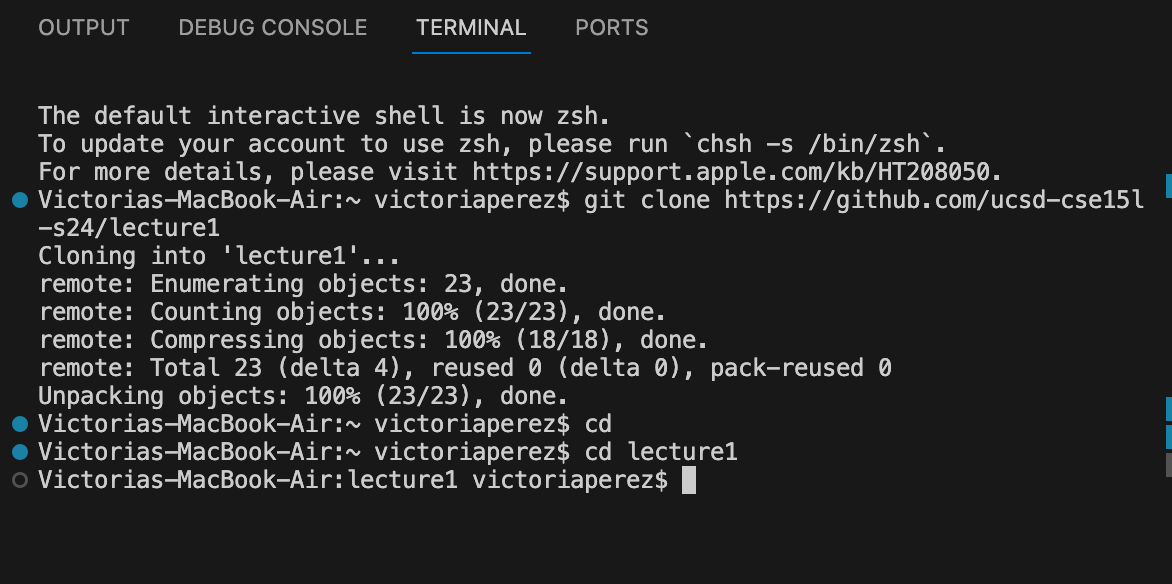 OUTPUT DEBUG CONSOLE TERMINAL PORTS
The default interactive shell is now zsh.
To update your account to use zsh, please run `chsh -s /bin/zsh`.
For more details, please visit https://support.apple.com/kb/HT208050.
Victorias-MacBook-Air:~ victoriaperez$ git clone https://github.com/ucsd-cse15l
-s24/lecture1
Cloning into 'lecture1'...
remote: Enumerating objects: 23, done.
remote: Counting objects: 100% (23/23), done.
remote: Compressing objects: 100% (18/18), done.
remote: Total 23 (delta 4), reused 0 (delta 0), pack-reused 0
Unpacking objects: 100% (23/23), done.
Victorias-MacBook-Air:~ victoriaperez$ cd
Victorias-MacBook-Air:~ victoriaperez$ cd lecture1
Victorias-MacBook-Air:lecture1 victoriaperez$